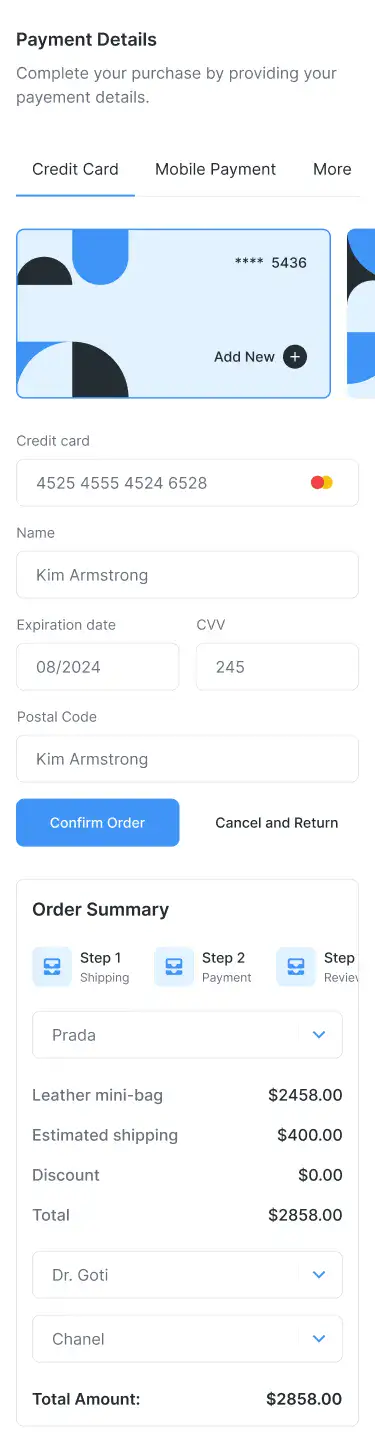 Payment Details
Complete your purchase by providing your
payement details.
Credit Card Mobile Payment More
**** 5436
Add New
Credit card
4525 4555 4524 6528
Name
Kim Armstrong
Expiration date CVV
08/2024 245
Postal Code
Kim Armstrong
Confirm Order Cancel and Return
Order Summary
Step 1 Step 2 Step
Shipping Payment Review
Prada
Leather mini-bag $2458.00
Estimated shipping $400.00
Discount $0.00
Total $2858.00
Dr. Goti
Chanel
Total Amount: $2858.00